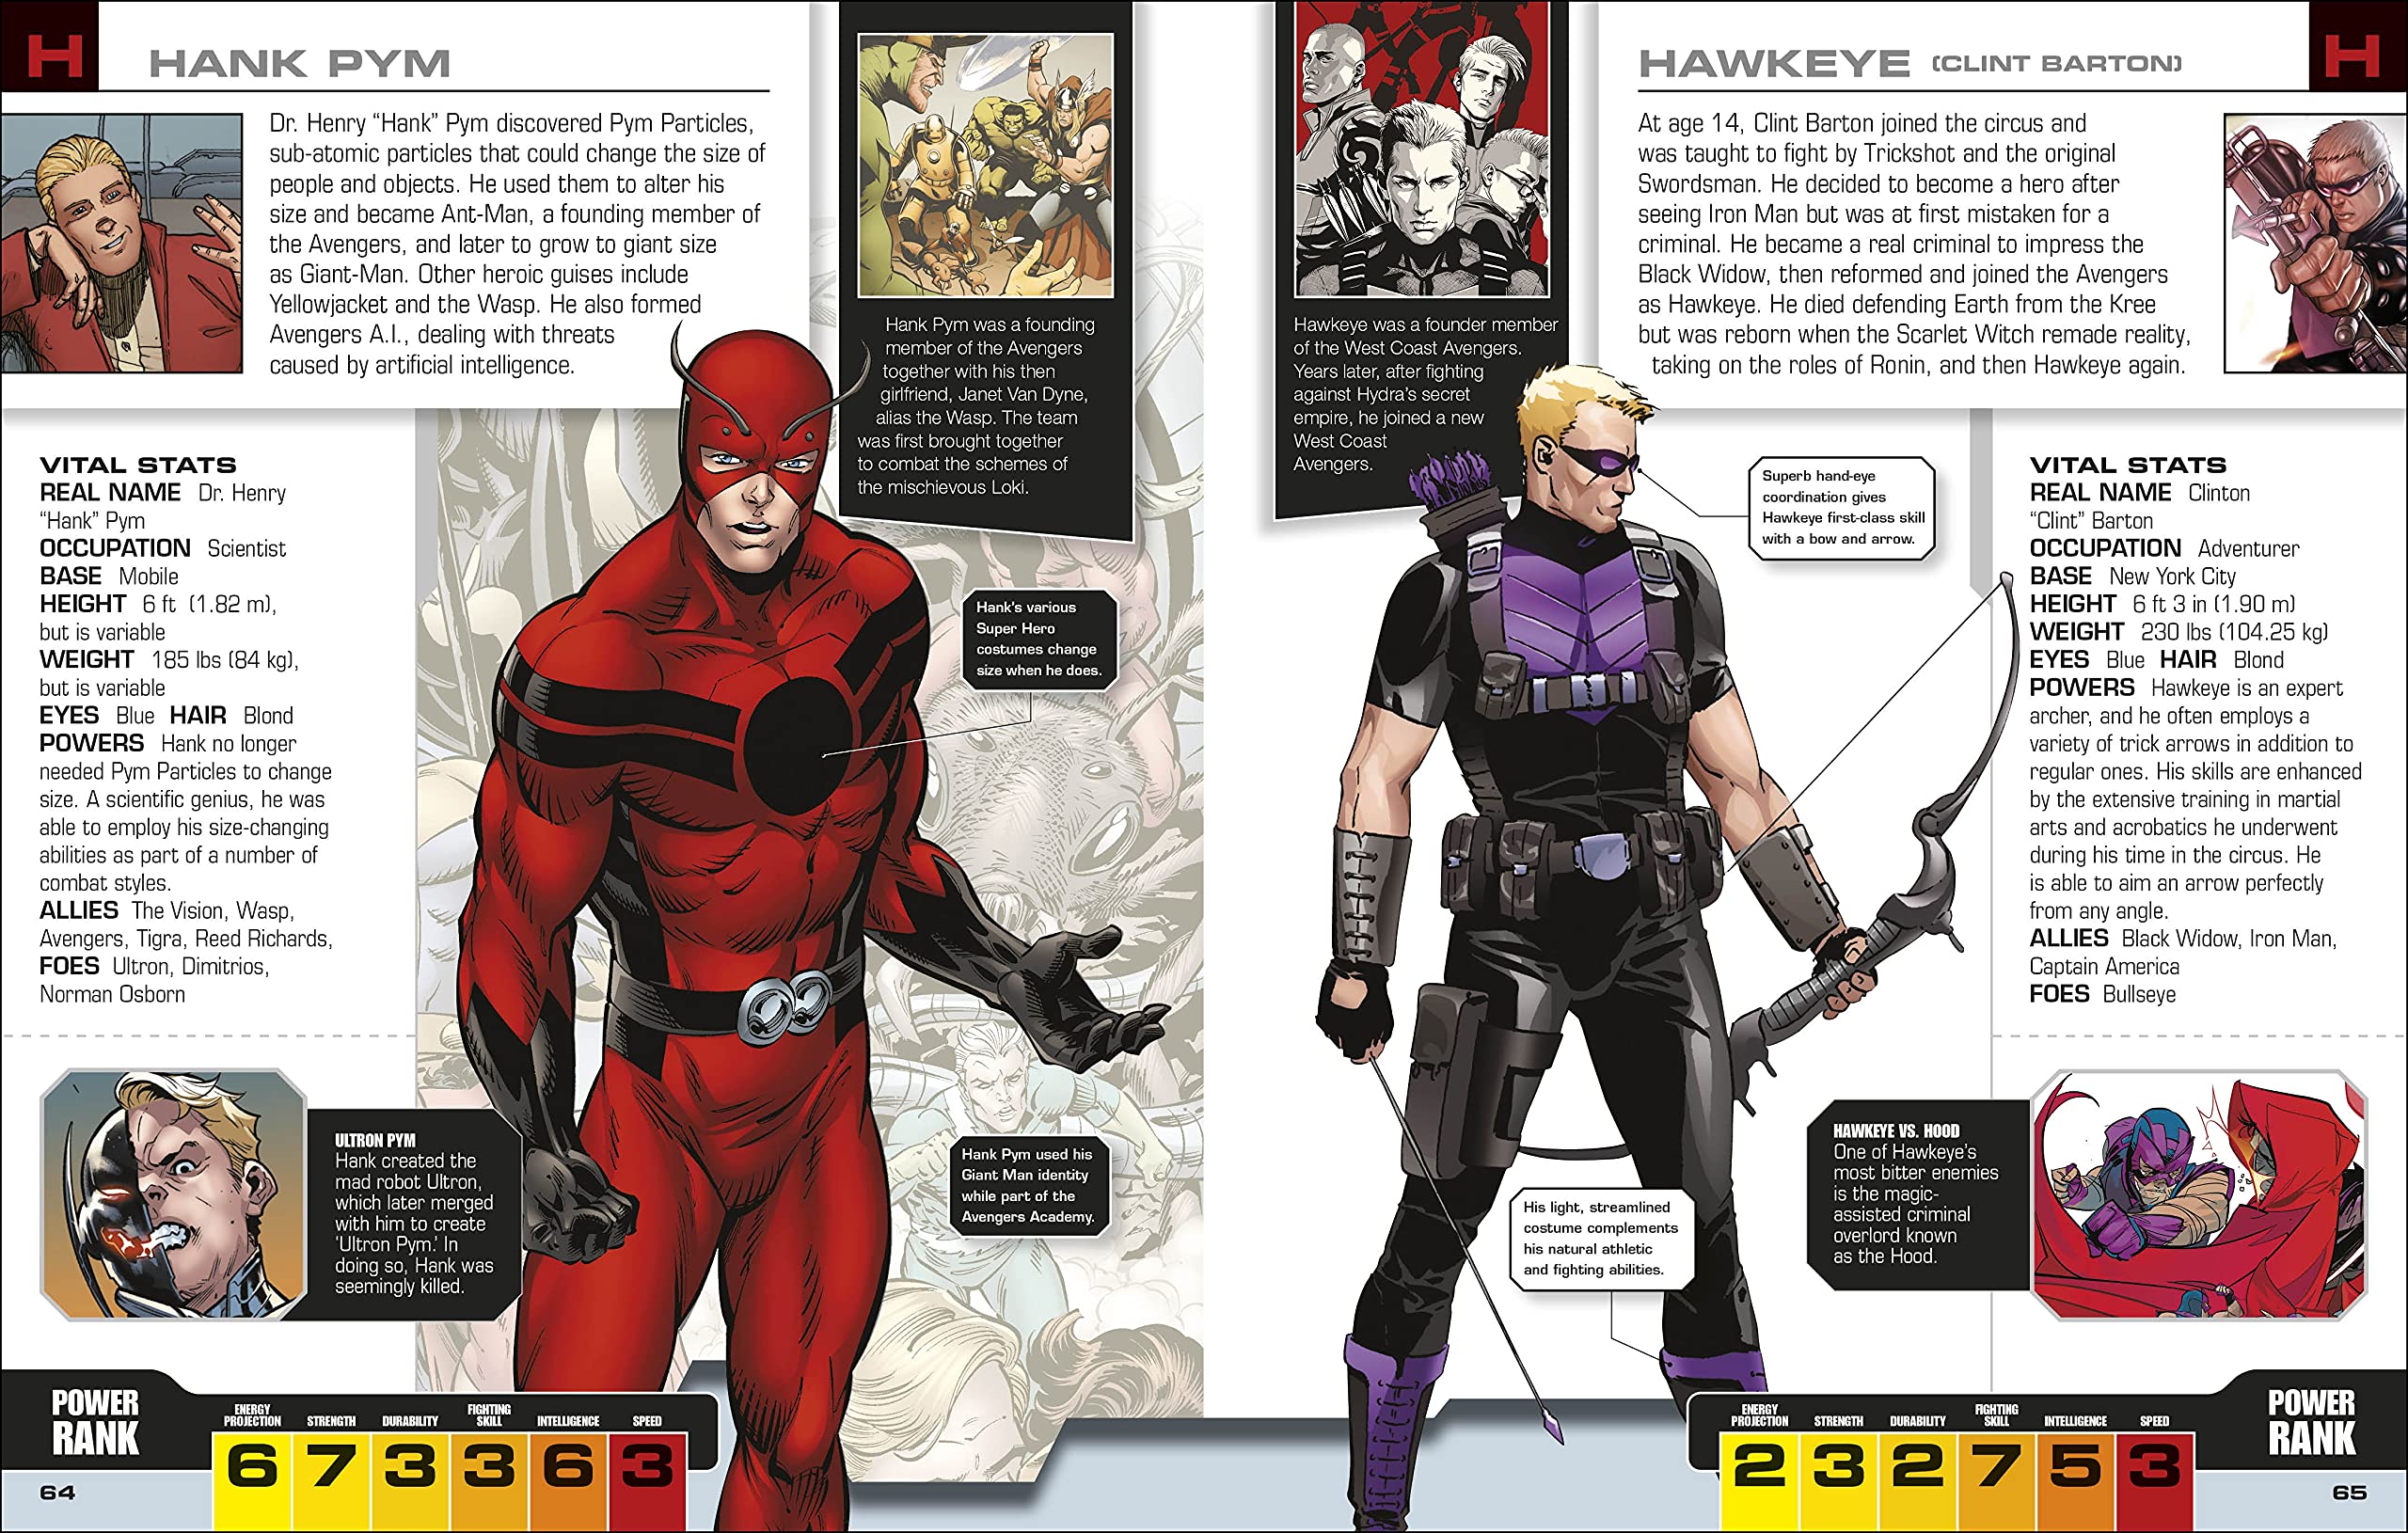 H
HANK PYM
Dr. Henry “Hank” Pym discovered Pym Particles,
sub-atomic particles that could change the size of
people and objects. He used them to alter his
size and became Ant-Man, a founding member of
the Avengers, and later to grow to giant size
as Giant-Man. Other heroic guises include
Yellowjacket and the Wasp. He also formed
Avengers A.I., dealing with threats
caused by artificial intelligence.
Hank Pym was a founding
member of the Avengers
together with his then
girlfriend, Janet Van Dyne,
alias the Wasp. The team
was first brought together
to combat the schemes of
the mischievous Loki.
VITAL STATS
REAL NAME Dr. Henry
“Hank” Pym
OCCUPATION Scientist
BASE Mobile
HEIGHT 6 ft (1.82 m),
but is variable
WEIGHT 185 lbs (84 kg),
but is variable
EYES Blue HAIR Blond
POWERS Hank no longer
needed Pym Particles to change
size. A scientific genius, he was
able to employ his size-changing
abilities as part of a number of
combat styles.
ALLIES The Vision, Wasp,
Avengers, Tigra, Reed Richards,
FOES Ultron, Dimitrios,
Norman Osborn
Hank’s various
Super Hero
costumes change
size when he does.
ULTRON PYM
Hank created the
mad robot Ultron,
which later merged
with him to create
‘Ultron Pym.’ In
doing so, Hank was
seemingly killed.
Hank Pym used his
Giant Man identity
while part of the
Avengers Academy.
POWER
RANK
ENERGY
PROJECTION
STRENGTH
DURABILITY
FIGHTING
SKILL
INTELLIGENCE
SPEED
6 7 3 3 6 3
64
HAWKEYE (CLINT BARTON)
H
At age 14, Clint Barton joined the circus and
was taught to fight by Trickshot and the original
Swordsman. He decided to become a hero after
seeing Iron Man but was at first mistaken for a
criminal. He became a real criminal to impress the
Black Widow, then reformed and joined the Avengers
as Hawkeye. He died defending Earth from the Kree
but was reborn when the Scarlet Witch remade reality,
taking on the roles of Ronin, and then Hawkeye again.
Hawkeye was a founder member
of the West Coast Avengers.
Years later, after fighting
against Hydra’s secret
empire, he joined a new
West Coast
Avengers.
Superb hand-eye
coordination gives
Hawkeye first-class skill
with a bow and arrow.
VITAL STATS
REAL NAME Clinton
“Clint” Barton
OCCUPATION Adventurer
BASE New York City
HEIGHT 6 ft 3 in (1.90 m)
WEIGHT 230 lbs (104.25 kg)
EYES Blue HAIR Blond
POWERS Hawkeye is an expert
archer, and he often employs a
variety of trick arrows in addition to
regular ones. His skills are enhanced
by the extensive training in martial
arts and acrobatics he underwent
during his time in the circus. He
is able to aim an arrow perfectly
from any angle.
ALLIES Black Widow, Iron Man,
Captain America
FOES Bullseye
HAWKEYE VS. HOOD
One of Hawkeye’s
most bitter enemies
is the magic-
assisted criminal
overlord known
as the Hood.
His light, streamlined
costume complements
his natural athletic
and fighting abilities.
ENERGY
PROJECTION
STRENGTH
DURABILITY
FIGHTING
SKILL
INTELLIGENCE
SPEED
2 3 2 7 5 3
POWER
RANK
65